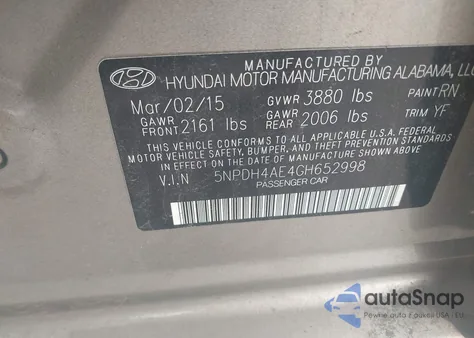 HYUNDAI
BY HYUNDAI MOTOR MANUFACTURING ALABAMA, LLC
Mar/02/15 GVWR 3880 lbs PAINT RN
GAWR FRONT 2161 lbs GAWR REAR 2006 lbs TRIM YF
THIS VEHICLE CONFORMS TO ALL APPLICABLE U.S.A. FEDERAL
MOTOR VEHICLE SAFETY, BUMPER, AND THEFT PREVENTION STANDARDS
IN EFFECT ON THE DATE OF MANUFACTURE SHOWN ABOVE.
V.I.N 5NPDH4AE4GH652998
PASSENGER CAR
autoSnap